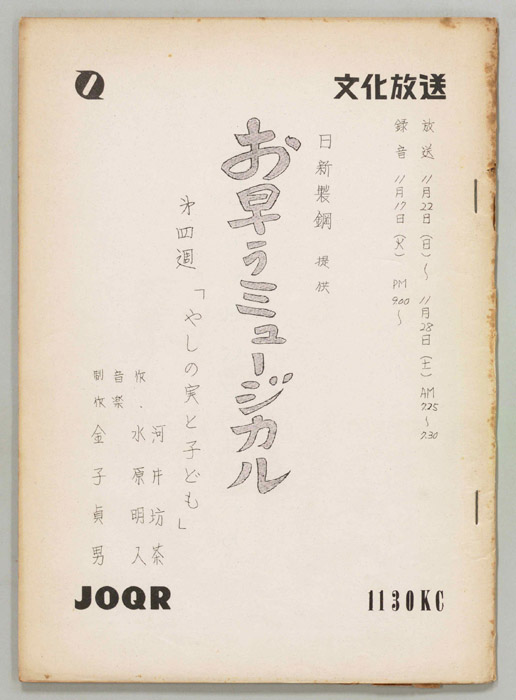 文化放送
放送 11月22日(日)〜 11月28日(土) AM 7.25〜7.30
録音 11月17日(火) PM 9.00〜
日新製鋼 提供
お早うミュージカル
第四週 「やしの実と子ども」
河井坊茶
作・水原明人
音楽
制作 金子貞男
JOQR
1130KC